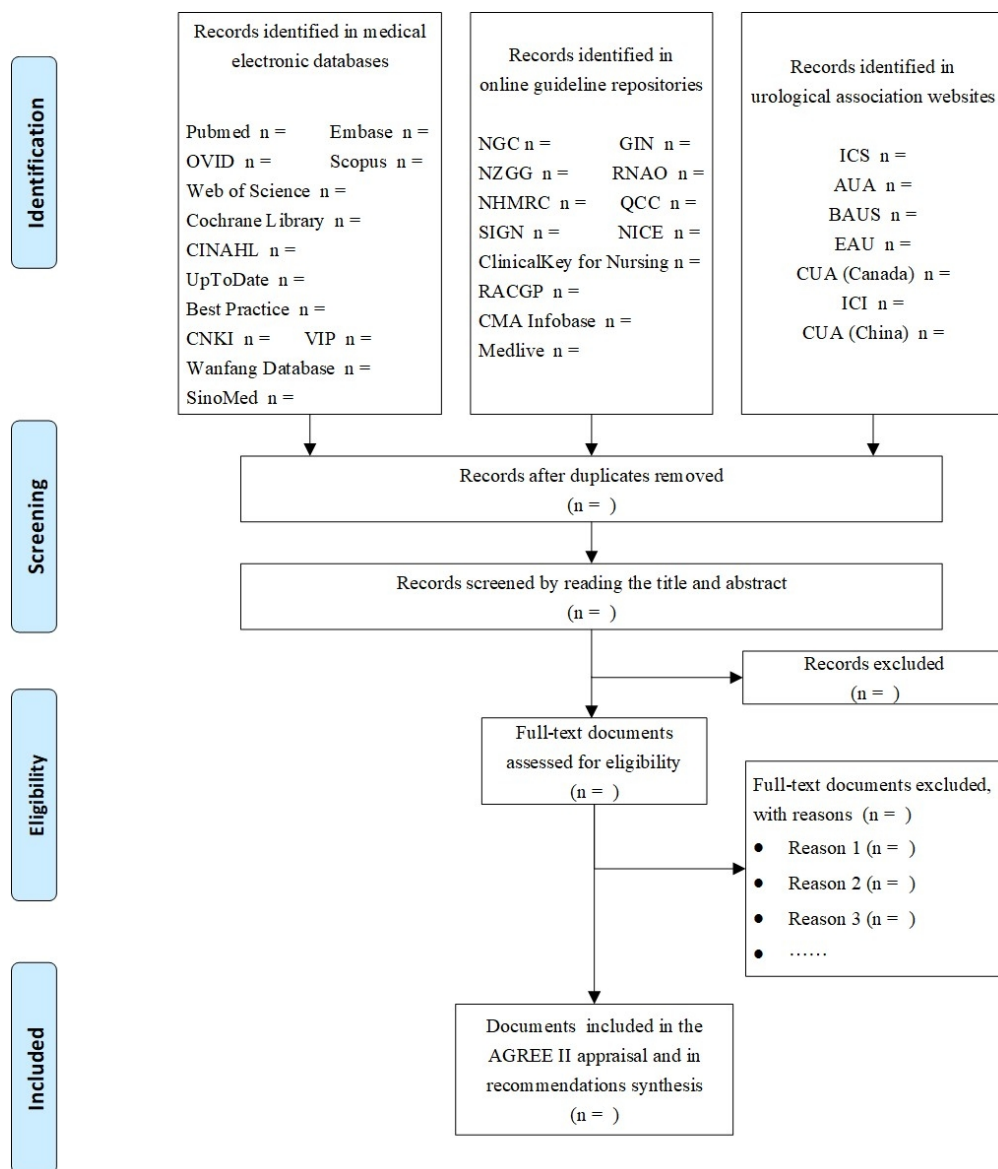 Identification
Records identified in medical
electronic databases
Pubmed n = Embase n =
OVID n = Scopus n =
Web of Science n =
Cochrane Library n =
CINAHL n =
UpToDate n =
Best Practice n =
CNKI n = VIP n =
Wanfang Database n =
SinoMed n =
Records identified in
online guideline repositories
NGC n = GIN n =
NZGG n = RNAO n =
NHMRC n = QCC n =
SIGN n = NICE n =
ClinicalKey for Nursing n =
RACGP n =
CMA Infobase n =
Medlive n =
Records identified in
urological association websites
ICS n =
AUA n =
BAUS n =
EAU n =
CUA (Canada) n =
ICI n =
CUA (China) n =
Screening
Records after duplicates removed
(n = )
Records screened by reading the title and abstract
(n = )
Records excluded
(n = )
Eligibility
Full-text documents
assessed for eligibility
(n = )
Full-text documents excluded,
with reasons (n = )
● Reason 1 (n = )
● Reason 2 (n = )
● Reason 3 (n = )
● ⋯⋯
Included
Documents included in the
AGREE II appraisal and in
recommendations synthesis
(n = )